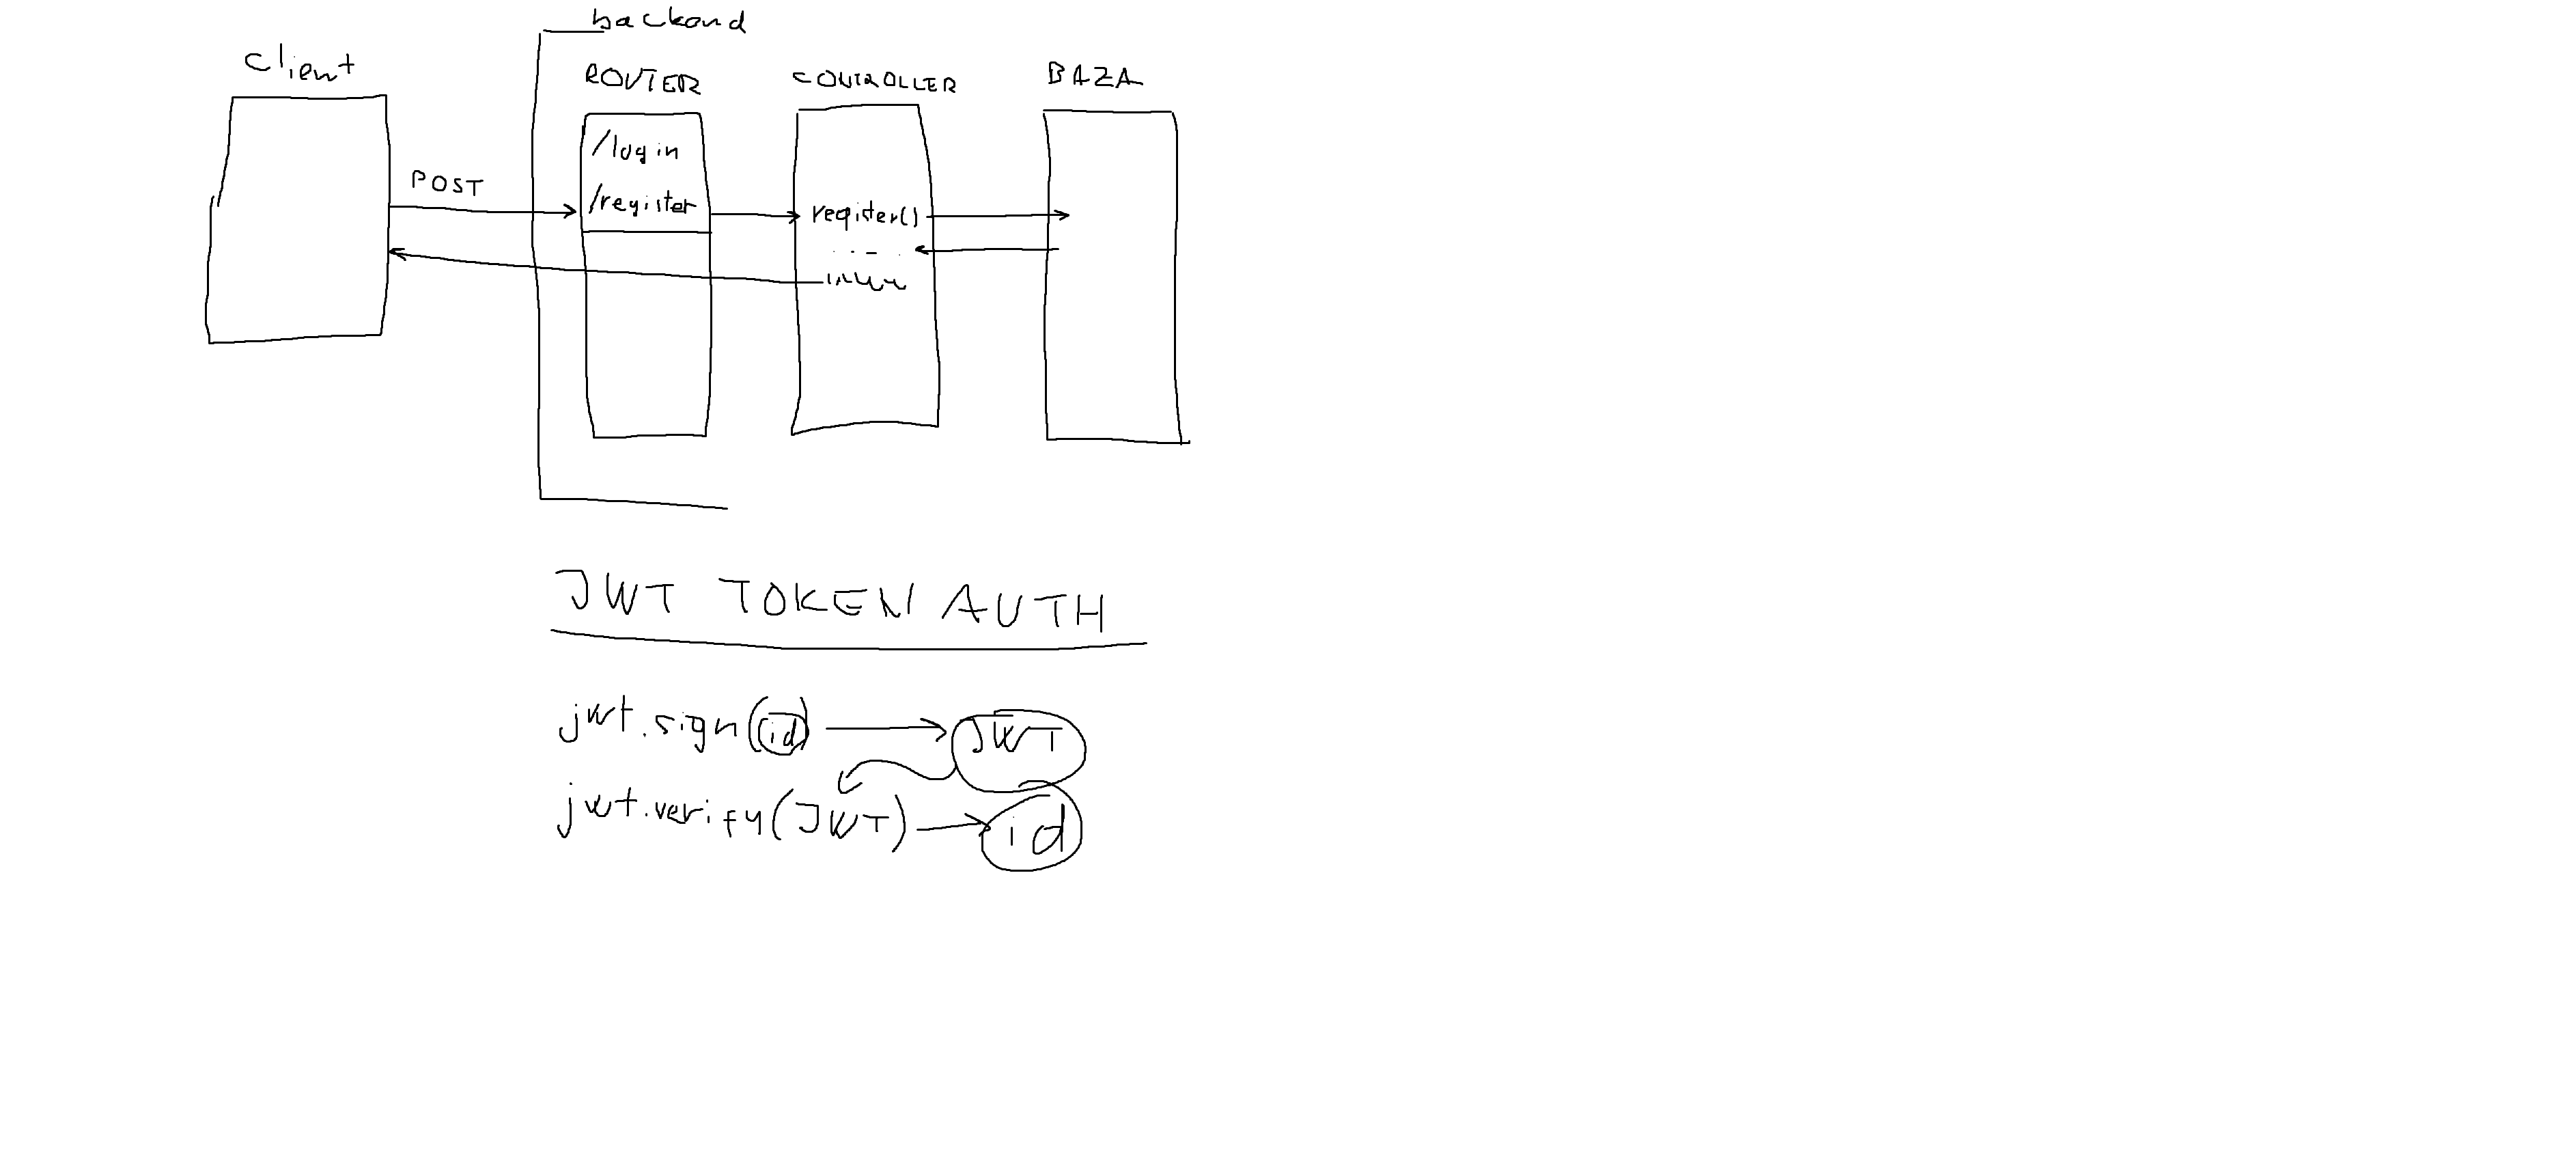 backend
client
ROUTER
CONTROLLER
BAZA
/login
POST
/register
register()
JWT TOKEN AUTH
jwt.sign(id) JWT
jwt.verify(JWT) id